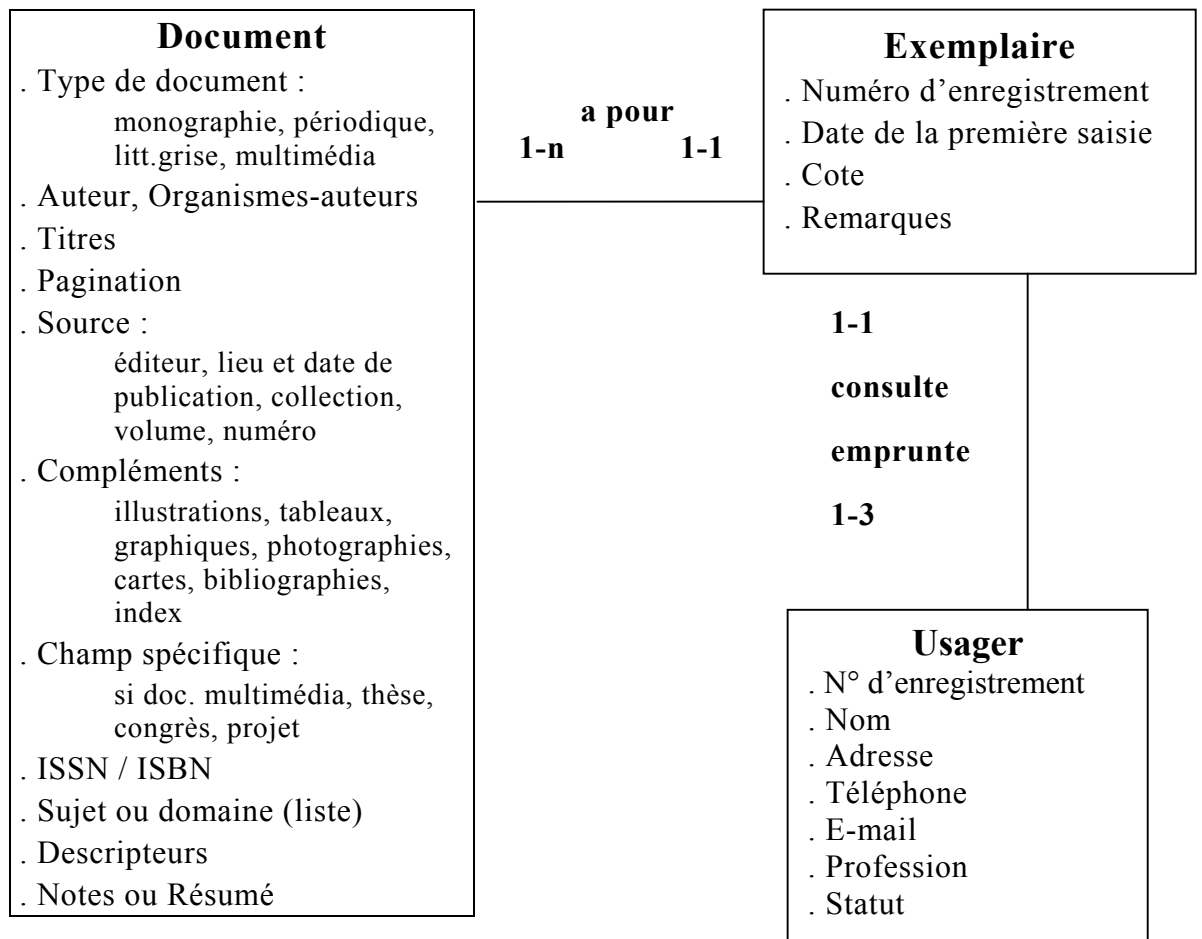 Document
. Type de document :
monographie, périodique,
litt.grise, multimédia
. Auteur, Organismes-auteurs
. Titres
. Pagination
. Source :
éditeur, lieu et date de
publication, collection,
volume, numéro
. Compléments :
illustrations, tableaux,
graphiques, photographies,
cartes, bibliographies,
index
. Champ spécifique :
si doc. multimédia, thèse,
congrès, projet
. ISSN / ISBN
. Sujet ou domaine (liste)
. Descripteurs
. Notes ou Résumé
a pour
1-n 1-1
Exemplaire
. Numéro d’enregistrement
. Date de la première saisie
. Cote
. Remarques
1-1
consulte
emprunte
1-3
Usager
. N° d’enregistrement
. Nom
. Adresse
. Téléphone
. E-mail
. Profession
. Statut